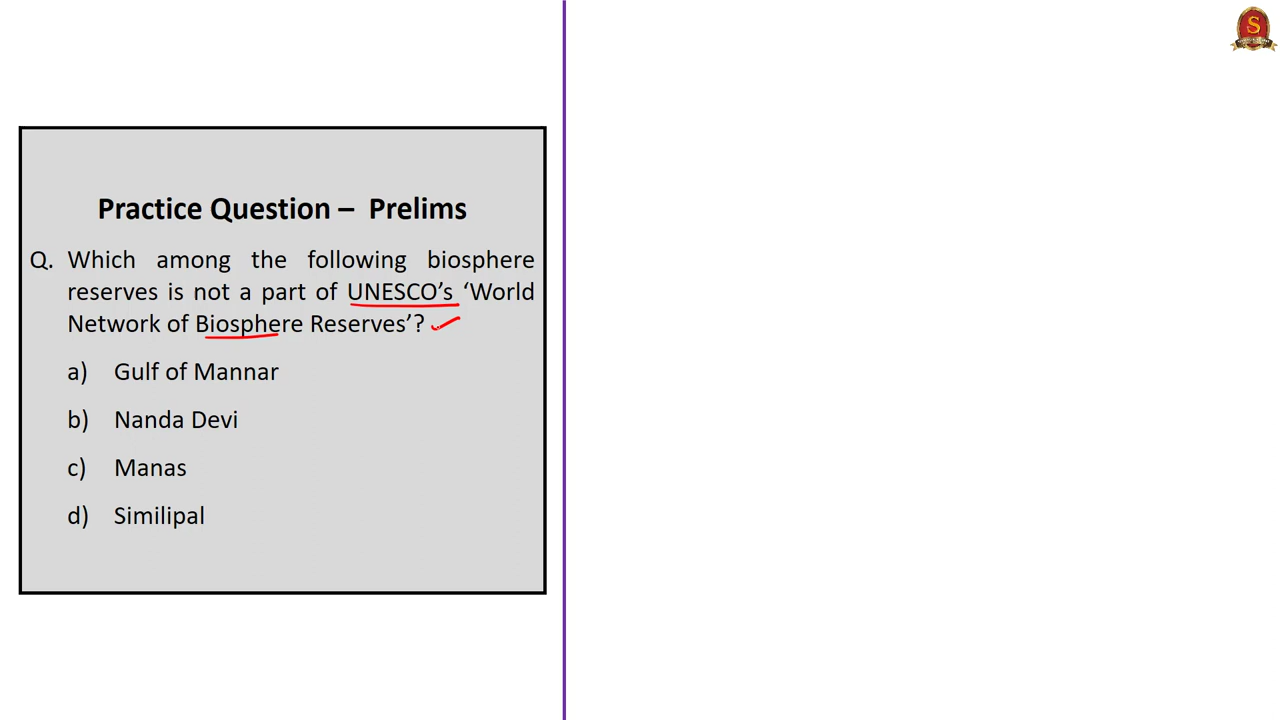 S
Practice Question – Prelims
Q. Which among the following biosphere
reserves is not a part of UNESCO’s ‘World
Network of Biosphere Reserves’?
a) Gulf of Mannar
b) Nanda Devi
c) Manas
d) Similipal